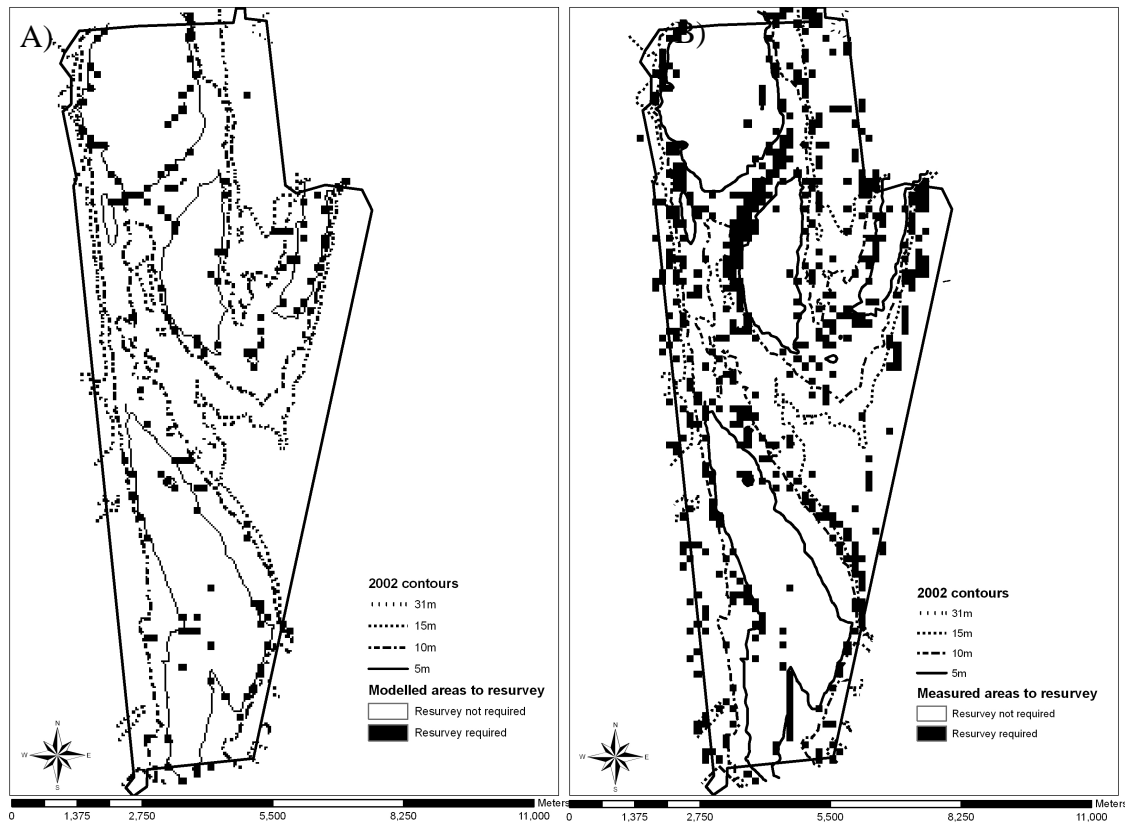 A)
2002 contours
31m
15m
10m
5m
Modelled areas to resurvey
Resurvey not required
Resurvey required
N
W
E
S
Meters
0
1,375
2,750
5,500
8,250
11,000
B)
2002 contours
31m
15m
10m
5m
Measured areas to resurvey
Resurvey not required
Resurvey required
N
W
E
S
Meters
0
1,375
2,750
5,500
8,250
11,000